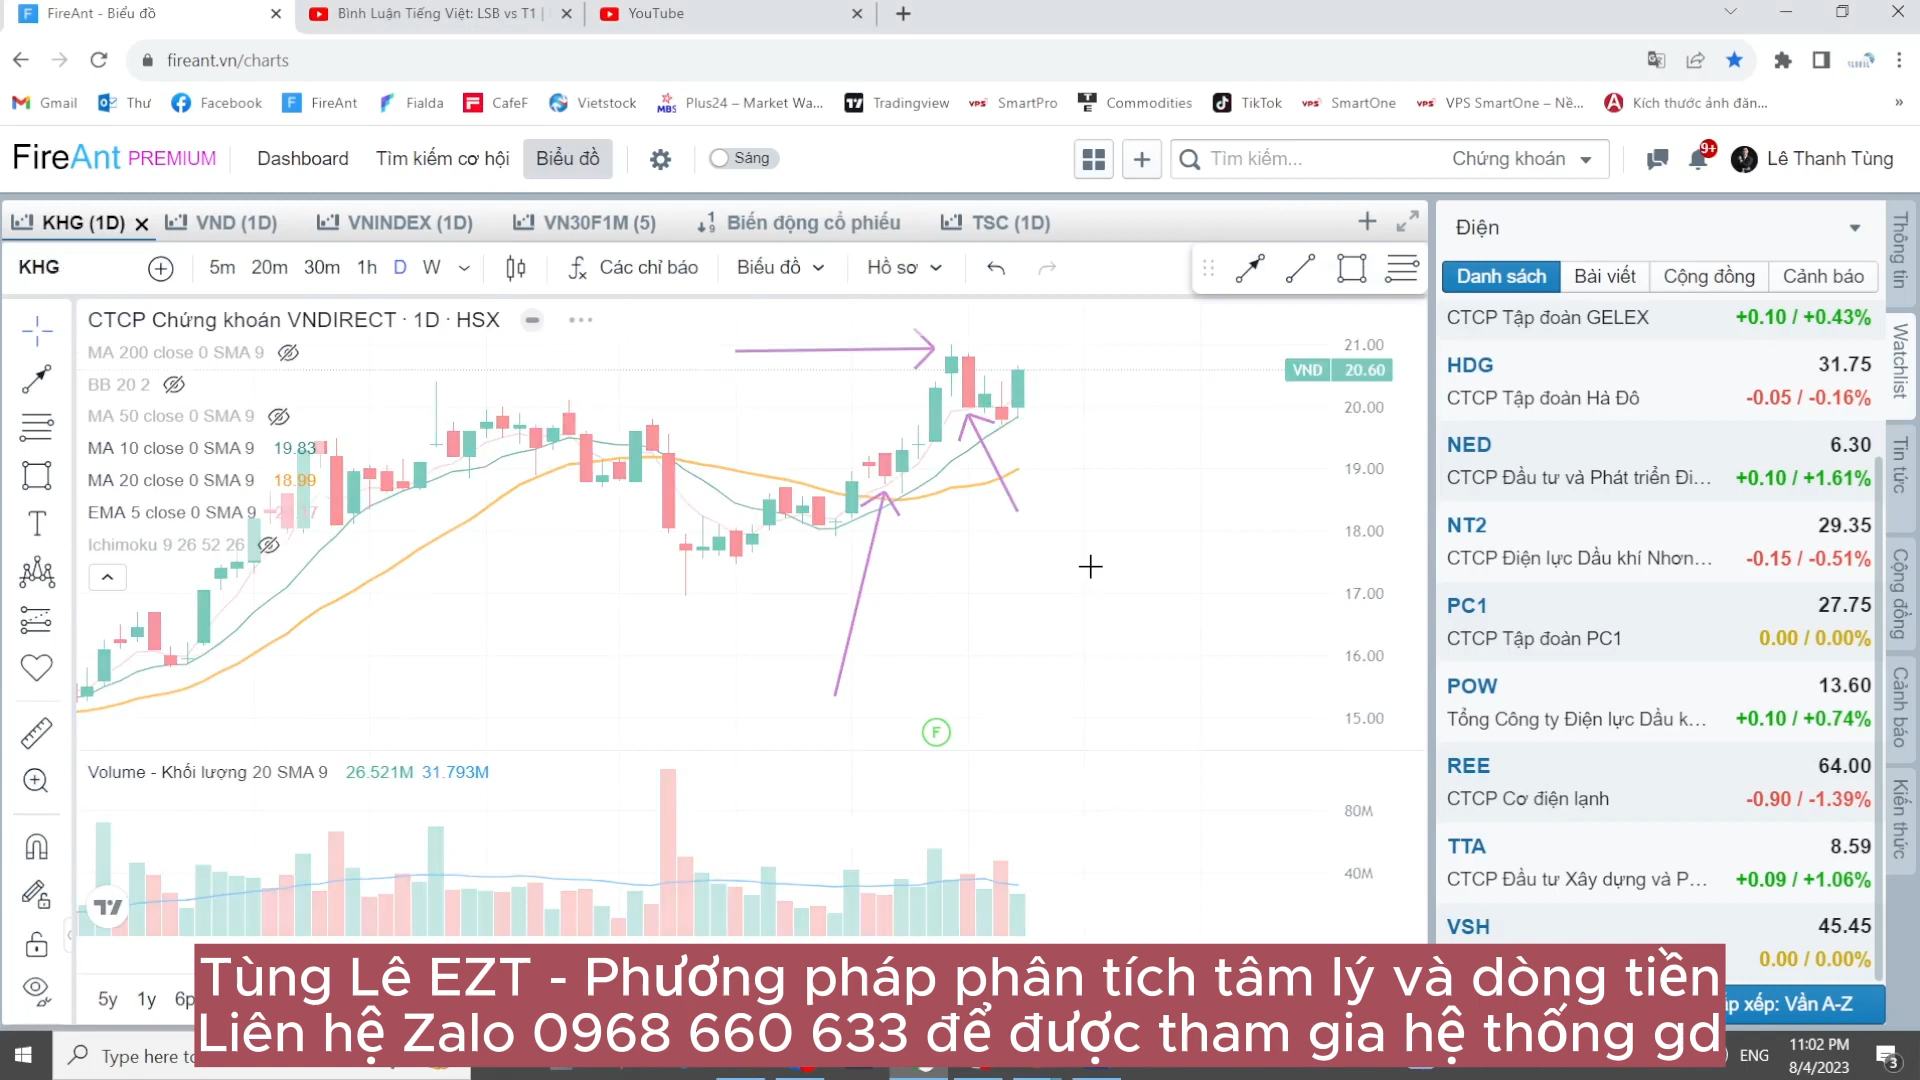 FireAnt - Biểu đồ
Bình Luận Tiếng Việt: LSB vs T1 |
YouTube
fireant.vn/charts
Gmail
Thư
Facebook
FireAnt
Fialda
CafeF
Vietstock
Plus24 – Market Wa...
Tradingview
SmartPro
Commodities
TikTok
SmartOne
VPS SmartOne – Nề...
Kích thước ảnh đăn...
»
FireAnt PREMIUM
Dashboard
Tìm kiếm cơ hội
Biểu đồ
Sáng
Tìm kiếm...
Chứng khoán
9+
Lê Thanh Tùng
KHG (1D)
VND (1D)
VNINDEX (1D)
VN30F1M (5)
Biến động cổ phiếu
TSC (1D)
KHG
5m
20m
30m
1h
D
W
Các chỉ báo
Biểu đồ
Hồ sơ
CTCP Chứng khoán VNDIRECT · 1D · HSX
MA 200 close 0 SMA 9
BB 20 2
MA 50 close 0 SMA 9
MA 10 close 0 SMA 9 19.83
MA 20 close 0 SMA 9 18.99
EMA 5 close 0 SMA 9
Ichimoku 9 26 52 26
21.00
VND 20.60
20.00
19.00
18.00
17.00
16.00
15.00
F
Volume - Khối lượng 20 SMA 9 26.521M 31.793M
80M
40M
5y
1y
6p
Điện
Danh sách
Bài viết
Cộng đồng
Cảnh báo
CTCP Tập đoàn GELEX +0.10 / +0.43%
HDG 31.75
CTCP Tập đoàn Hà Đô -0.05 / -0.16%
NED 6.30
CTCP Đầu tư và Phát triển Đi... +0.10 / +1.61%
NT2 29.35
CTCP Điện lực Dầu khí Nhơn... -0.15 / -0.51%
PC1 27.75
CTCP Tập đoàn PC1 0.00 / 0.00%
POW 13.60
Tổng Công ty Điện lực Dầu k... +0.10 / +0.74%
REE 64.00
CTCP Cơ điện lạnh -0.90 / -1.39%
TTA 8.59
CTCP Đầu tư Xây dựng và P... +0.09 / +1.06%
VSH 45.45
0.00 / 0.00%
xếp: Vần A-Z
Thông tin
Watchlist
Tin tức
Cộng đồng
Cảnh báo
Kiến thức
Tùng Lê EZT - Phương pháp phân tích tâm lý và dòng tiền
Liên hệ Zalo 0968 660 633 để được tham gia hệ thống gd
Type here to
ENG
11:02 PM
8/4/2023
3